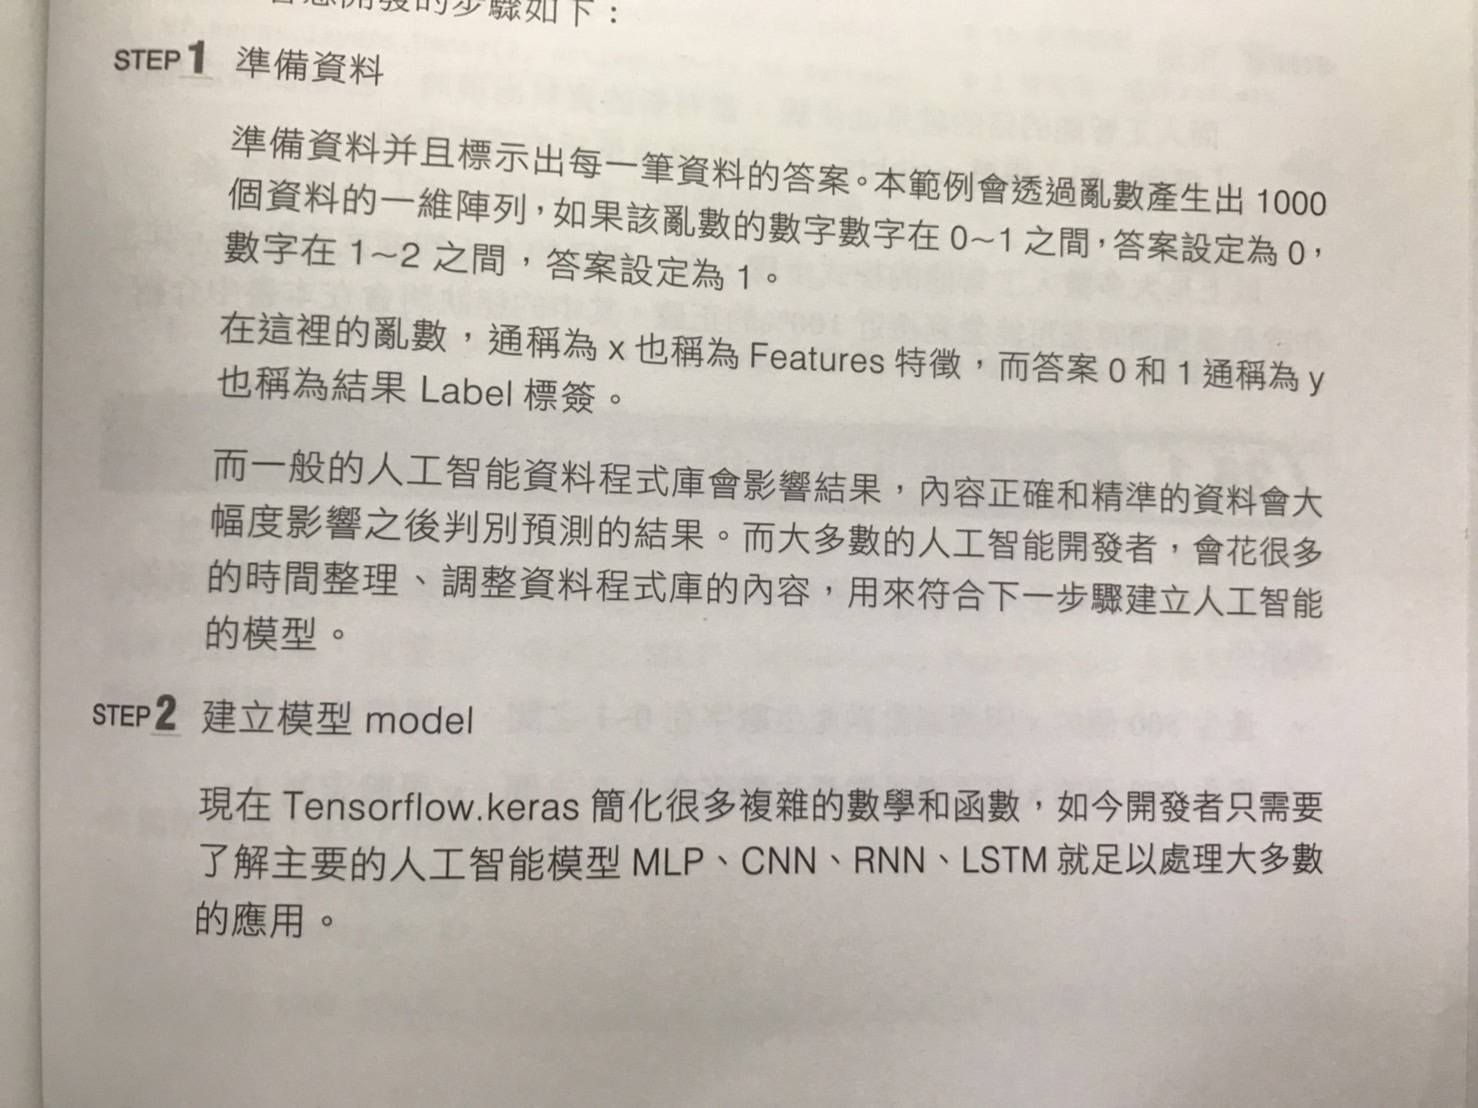 的步驟如下：
STEP1 準備資料
準備資料并且標示出每一筆資料的答案。本範例會透過亂數產生出 1000
個資料的一維陣列，如果該亂數的數字數字在 0~1 之間，答案設定為 0，
數字在 1~2 之間，答案設定為 1。
在這裡的亂數，通稱為 x 也稱為 Features 特徵，而答案 0 和 1 通稱為 y
也稱為結果 Label 標簽。
而一般的人工智能資料程式庫會影響結果，內容正確和精準的資料會大
幅度影響之後判別預測的結果。而大多數的人工智能開發者，會花很多
的時間整理、調整資料程式庫的內容，用來符合下一步驟建立人工智能
的模型。
STEP2 建立模型 model
現在 Tensorflow.keras 簡化很多複雜的數學和函數，如今開發者只需要
了解主要的人工智能模型 MLP、CNN、RNN、LSTM 就足以處理大多數
的應用。